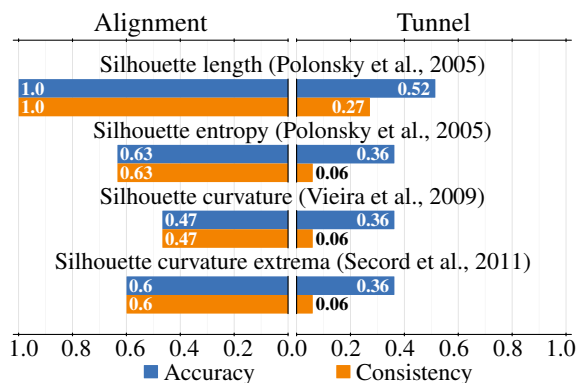 Alignment Tunnel
Silhouette length (Polonsky et al., 2005)
1.0 0.52
1.0 0.27
Silhouette entropy (Polonsky et al., 2005)
0.63 0.36
0.63 0.06
Silhouette curvature (Vieira et al., 2009)
0.47 0.36
0.47 0.06
Silhouette curvature extrema (Secord et al., 2011)
0.6 0.36
0.6 0.06
1.0 0.8 0.6 0.4 0.2 0.0 0.2 0.4 0.6 0.8 1.0
Accuracy Consistency